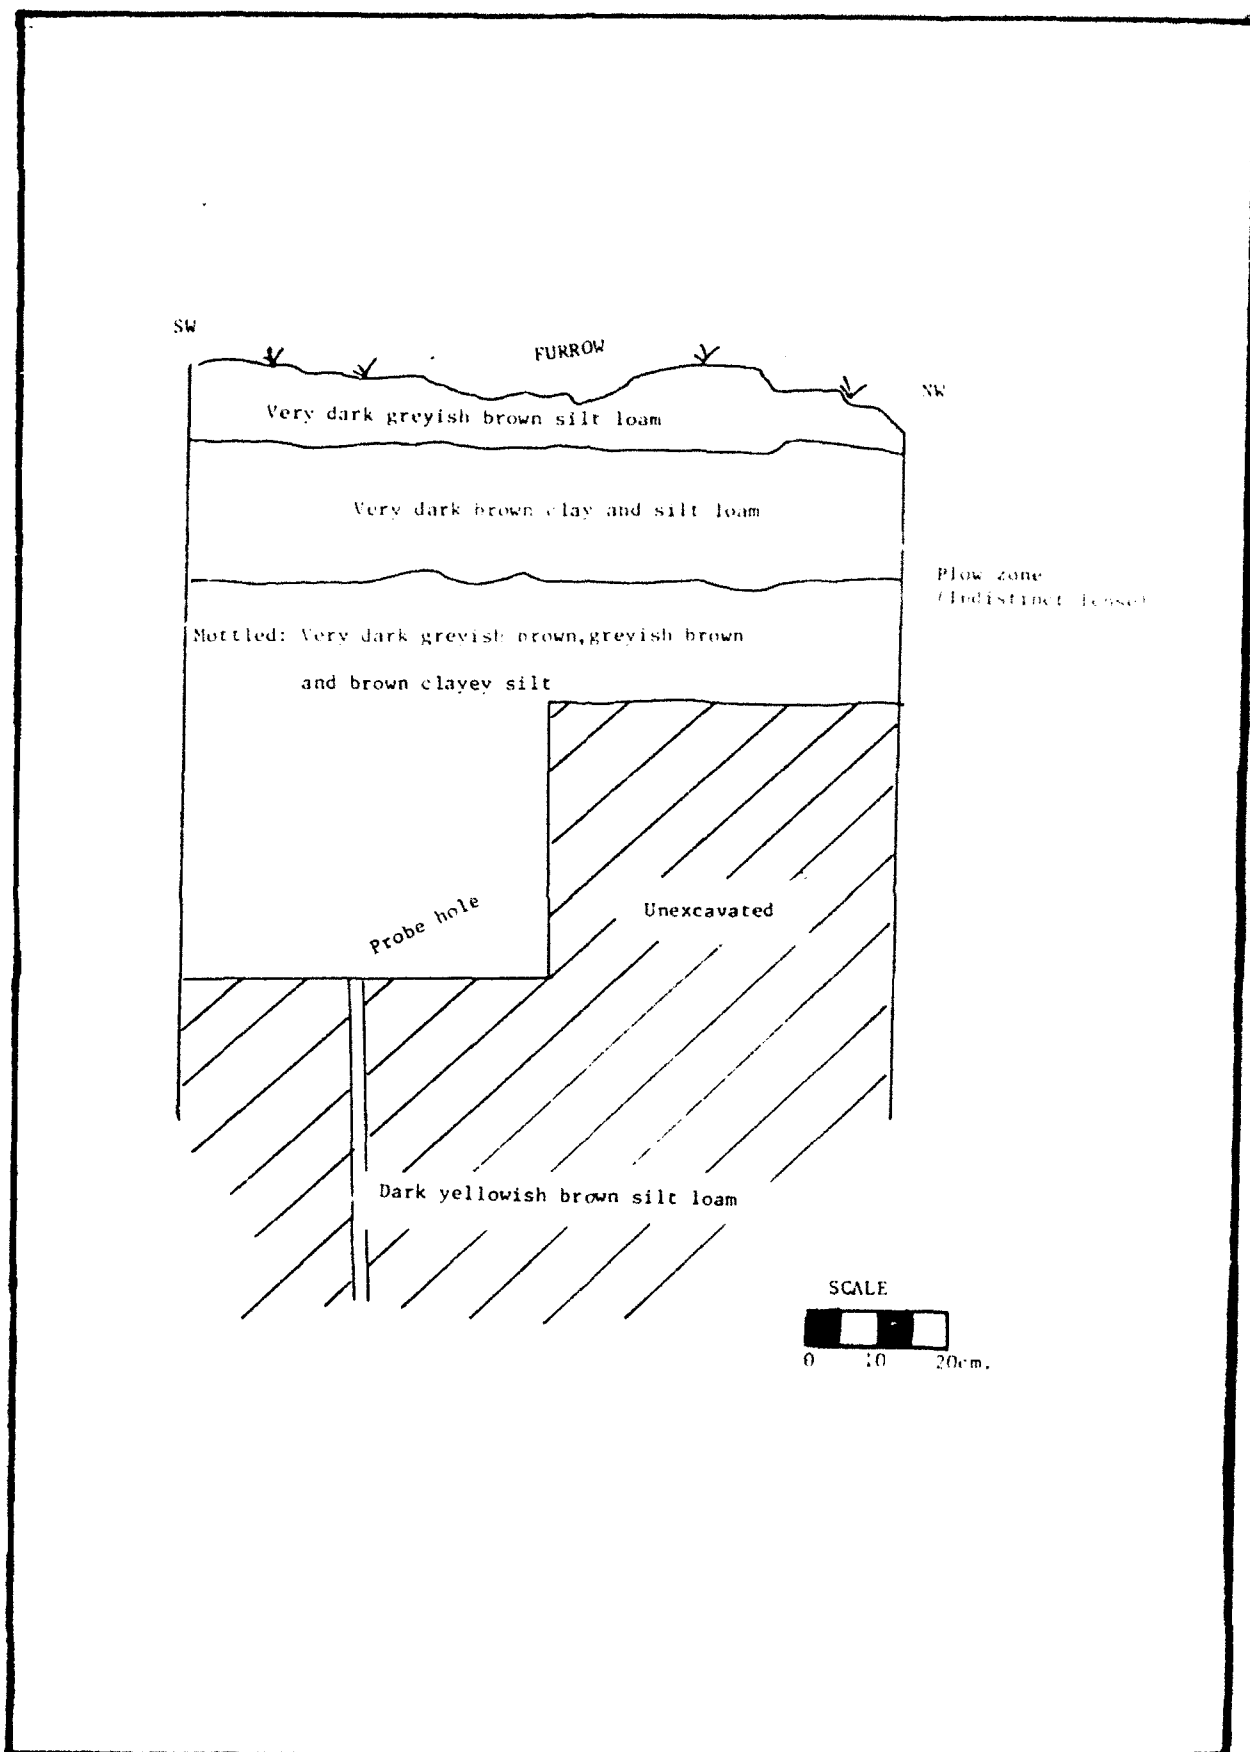 SW
FURROW
NW
Very dark greyish brown silt loam
Very dark brown clay and silt loam
Plow zone
(Indistinct
Mottled: Very dark greyish brown, greyish brown
and brown clayey silt
Probe hole
Unexcavated
Dark yellowish brown silt loam
SCALE
0 10 20cm.